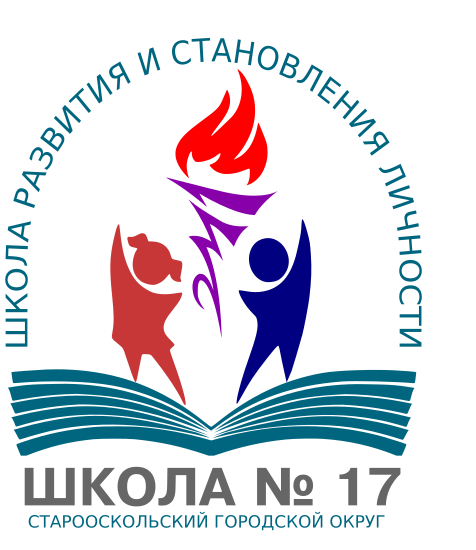 ШКОЛА РАЗВИТИЯ И СТАНОВЛЕНИЯ ЛИЧНОСТИ
ШКОЛА № 17
СТАРООСКОЛЬСКИЙ ГОРОДСКОЙ ОКРУГ